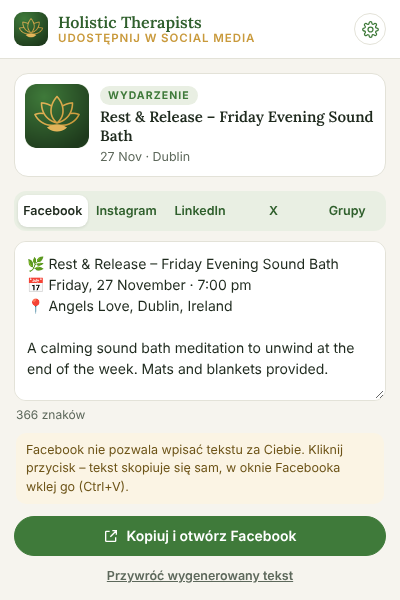 Holistic Therapists
UDOSTĘPNIJ W SOCIAL MEDIA
WYDARZENIE
Rest & Release – Friday Evening Sound
Bath
27 Nov · Dublin
Facebook Instagram LinkedIn X Grupy
🌿 Rest & Release – Friday Evening Sound Bath
📅 Friday, 27 November · 7:00 pm
📍 Angels Love, Dublin, Ireland
A calming sound bath meditation to unwind at the
end of the week. Mats and blankets provided.
366 znaków
Facebook nie pozwala wpisać tekstu za Ciebie. Kliknij
przycisk – tekst skopiuje się sam, w oknie Facebooka
wklej go (Ctrl+V).
Kopiuj i otwórz Facebook
Przywróć wygenerowany tekst